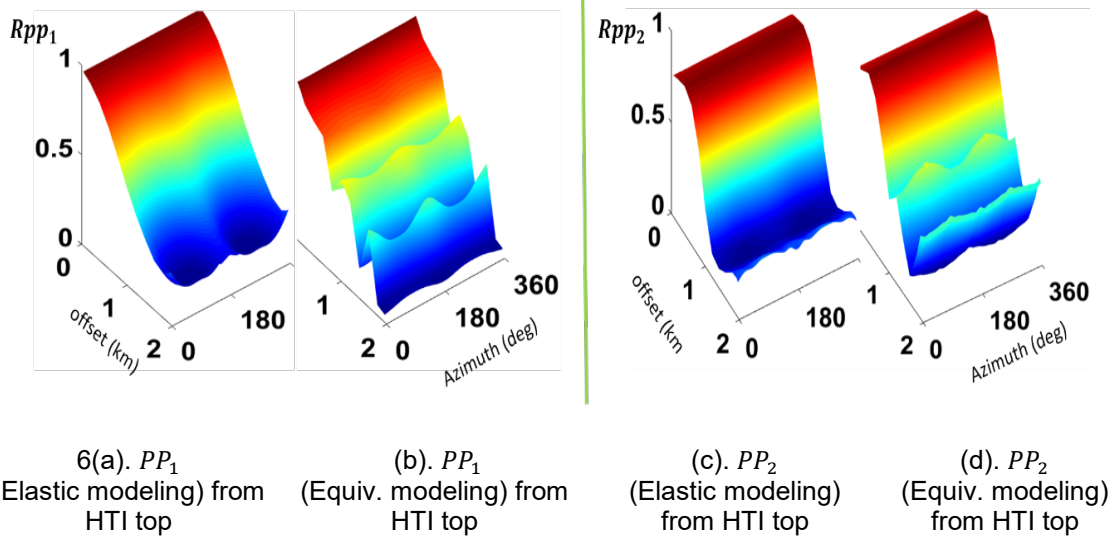 Rpp₁
1
0.5
0
0
1
2
offset (km)
0
180
1
2
0
180
360
Azimuth (deg)
Rpp₂
1
0.5
0
0
1
2
offset (km
0
180
1
2
0
180
360
Azimuth (deg)
6(a). PP₁
Elastic modeling) from
HTI top
(b). PP₁
(Equiv. modeling) from
HTI top
(c). PP₂
(Elastic modeling)
from HTI top
(d). PP₂
(Equiv. modeling)
from HTI top